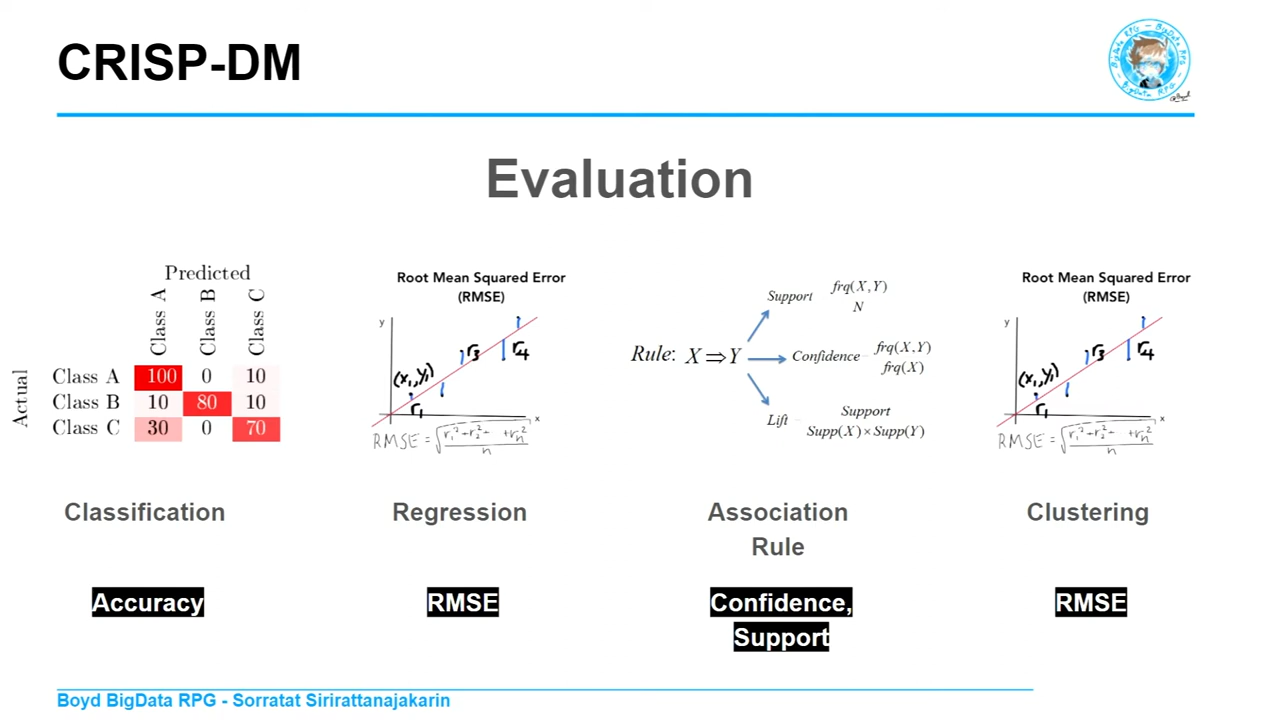 CRISP-DM
Evaluation
Predicted
Class A
Class B
Class C
Actual
Class A 100 0 10
Class B 10 80 10
Class C 30 0 70
Classification
Accuracy
Root Mean Squared Error
(RMSE)
y
r3
r4
(x1,y1)
r1
x
RMSE = √ r1²+r2²+ +rn² / n
Regression
RMSE
Rule: X ⇒ Y
Support frq(X,Y) / N
Confidence = frq(X,Y) / frq(X)
Lift = Support / Supp(X)×Supp(Y)
Association
Rule
Confidence,
Support
Root Mean Squared Error
(RMSE)
y
r3
r4
(x1,y1)
r1
x
RMSE = √ r1²+r2²+ +rn² / n
Clustering
RMSE
Boyd BigData RPG - Sorratat Sirirattanajakarin